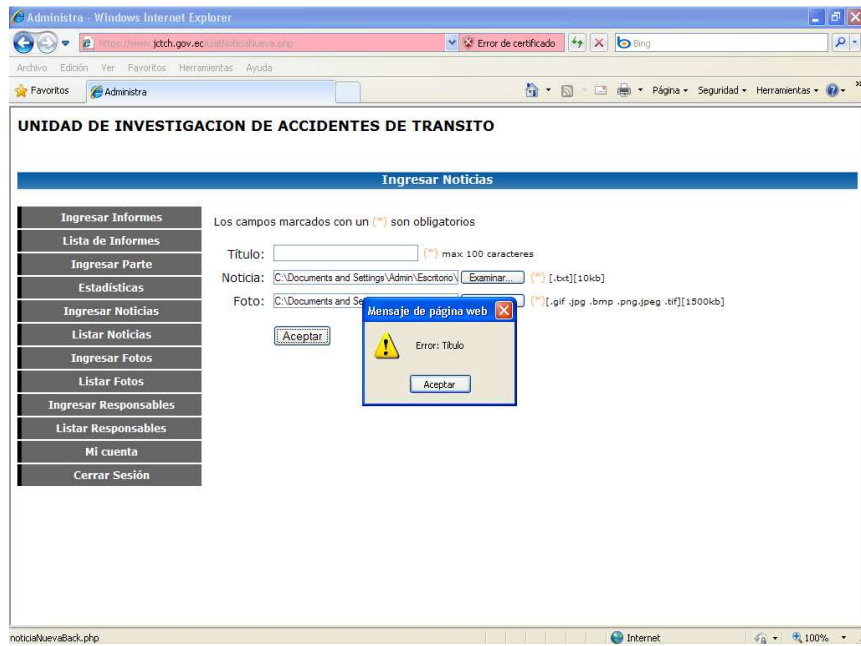 Administra - Windows Internet Explorer
https://www.jctch.gov.ec/uiatNoticiaNueva.php
Error de certificado
Bing
Archivo Edición Ver Favoritos Herramientas Ayuda
Favoritos
Administra
Página
Seguridad
Herramientas
»
UNIDAD DE INVESTIGACION DE ACCIDENTES DE TRANSITO
Ingresar Noticias
Ingresar Informes
Lista de Informes
Ingresar Parte
Estadísticas
Ingresar Noticias
Listar Noticias
Ingresar Fotos
Listar Fotos
Ingresar Responsables
Listar Responsables
Mi cuenta
Cerrar Sesión
Los campos marcados con un (*) son obligatorios
Título: (*) max 100 caracteres
Noticia: C:\Documents and Settings\Admin\Escritorio\ Examinar... (*) [.txt][10kb]
Foto: C:\Documents and Se (*)[.gif .jpg .bmp .png.jpeg .tif][1500kb]
Aceptar
Mensaje de página web
Error: Título
Aceptar
noticiaNuevaBack.php
Internet
100%